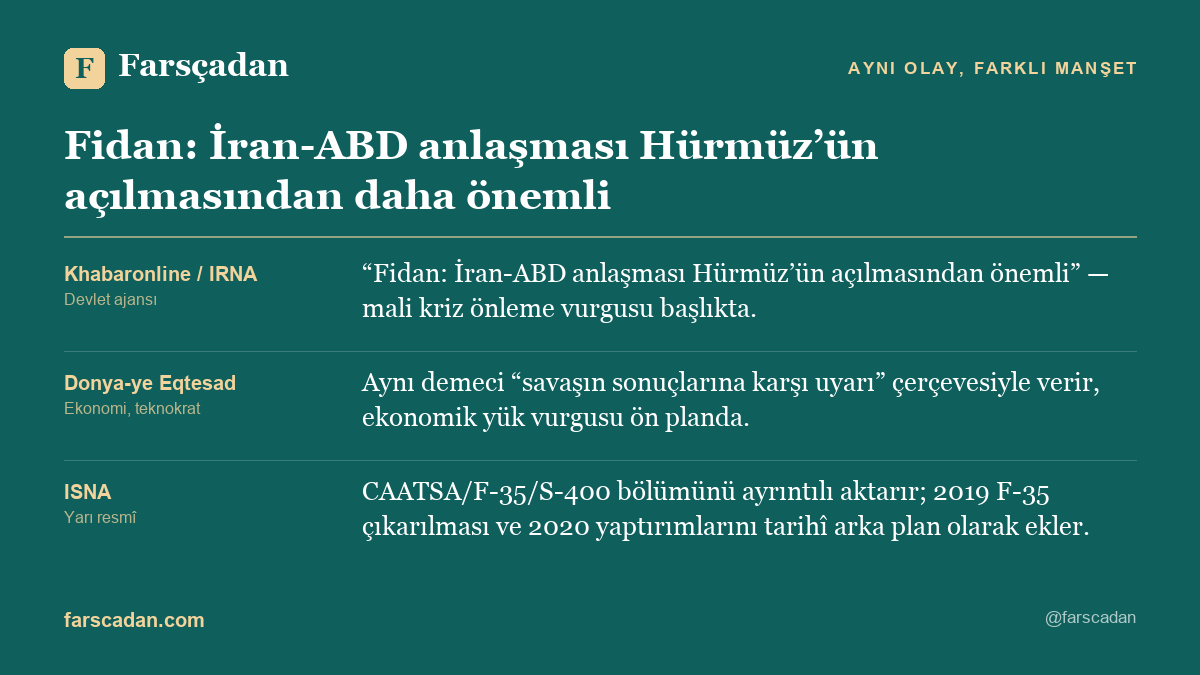 F Farsçadan
AYNI OLAY, FARKLI MANŞET
Fidan: İran-ABD anlaşması Hürmüz’ün
açılmasından daha önemli
Khabaronline / IRNA
Devlet ajansı
“Fidan: İran-ABD anlaşması Hürmüz’ün açılmasından önemli” —
mali kriz önleme vurgusu başlıkta.
Donya-ye Eqtesad
Ekonomi, teknokrat
Aynı demeci “savaşın sonuçlarına karşı uyarı” çerçevesiyle verir,
ekonomik yük vurgusu ön planda.
ISNA
Yarı resmî
CAATSA/F-35/S-400 bölümünü ayrıntılı aktarır; 2019 F-35
çıkarılması ve 2020 yaptırımlarını tarihî arka plan olarak ekler.
farscadan.com
@farscadan